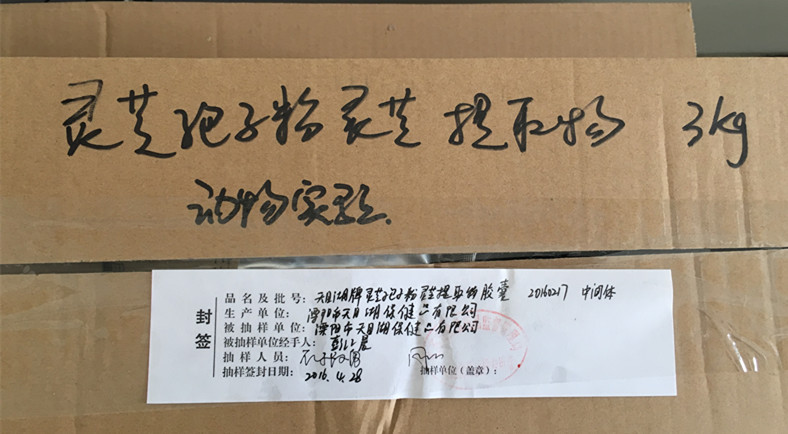 灵芝孢子粉灵芝提取物 3kg
动物实验.
封签
品名及批号: 天目湖牌灵芝孢子粉灵芝提取物胶囊 20160217 中间体
生产单位: 溧阳市天目湖保健品有限公司
被抽样单位: 溧阳市天目湖保健品有限公司
被抽样单位经手人:
抽样人员:
抽样签封日期: 2016.4.28 抽样单位(盖章):